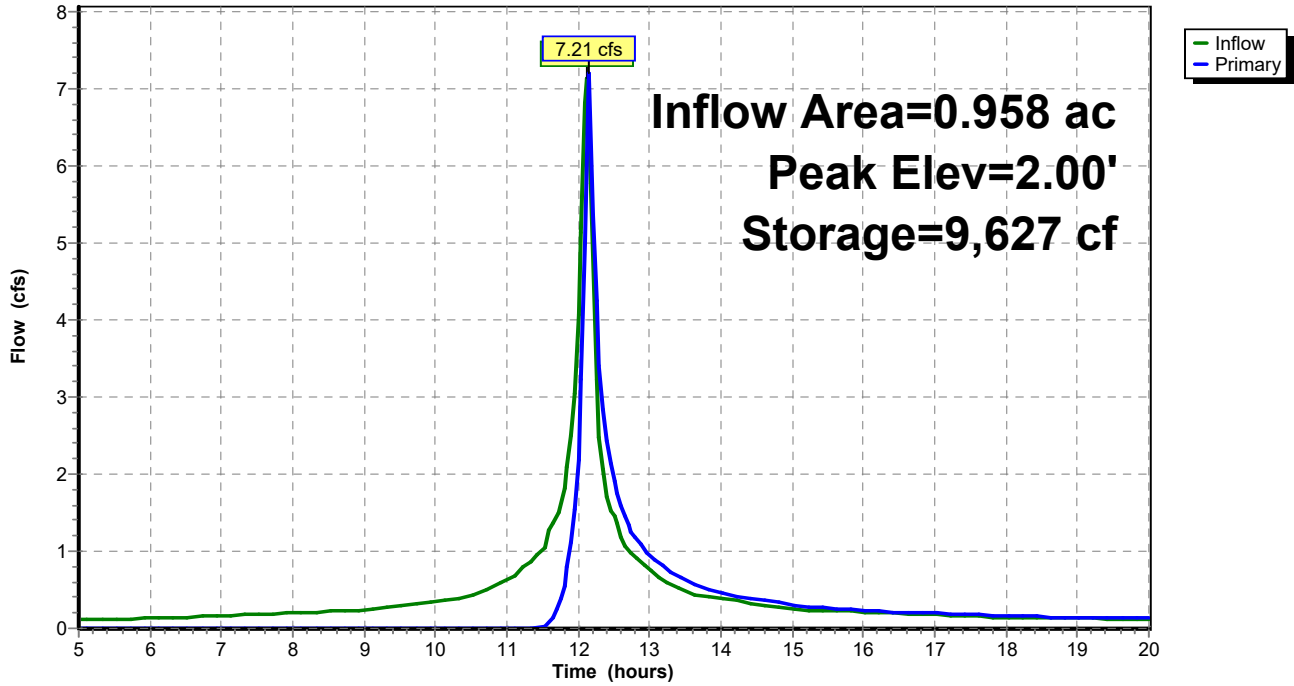 8
7
6
5
4
3
2
1
0
Flow (cfs)
7.21 cfs
Inflow Area=0.958 ac
Peak Elev=2.00'
Storage=9,627 cf
Inflow
Primary
5 6 7 8 9 10 11 12 13 14 15 16 17 18 19 20
Time (hours)